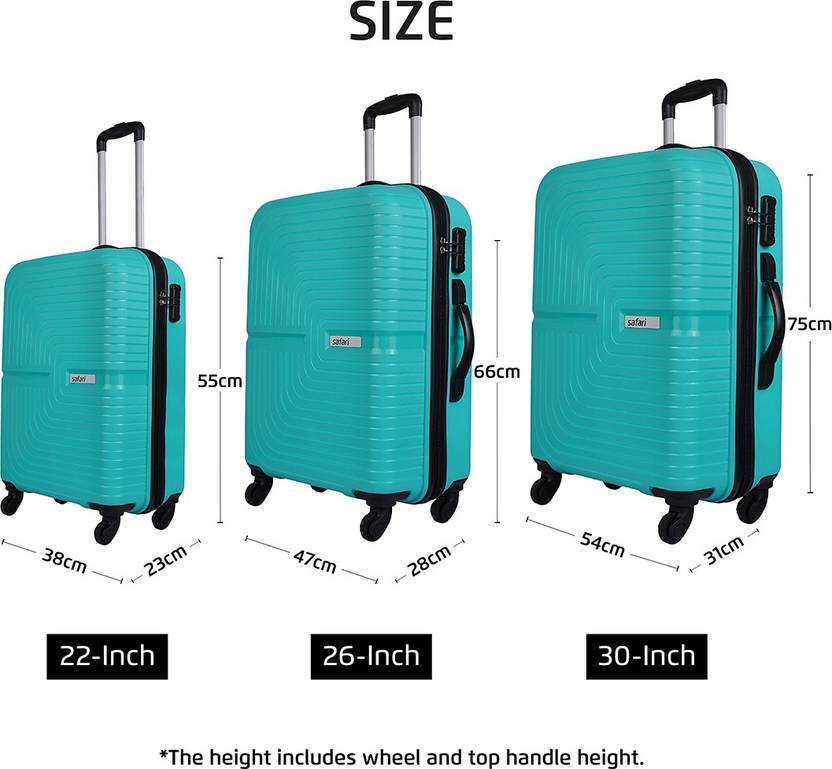 SIZE
safari
safari
safari
55cm
66cm
75cm
38cm
23cm
47cm
28cm
54cm
31cm
22-Inch
26-Inch
30-Inch
*The height includes wheel and top handle height.